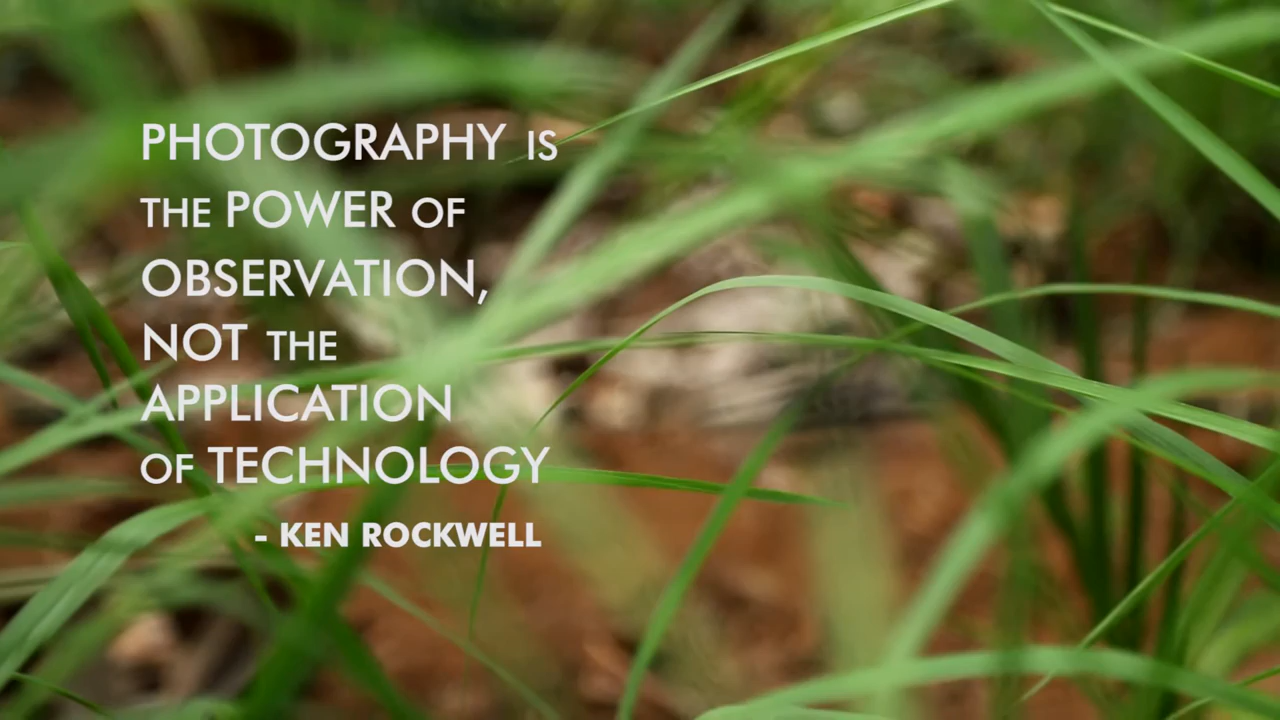 PHOTOGRAPHY IS
THE POWER OF
OBSERVATION,
NOT THE
APPLICATION
OF TECHNOLOGY
- KEN ROCKWELL